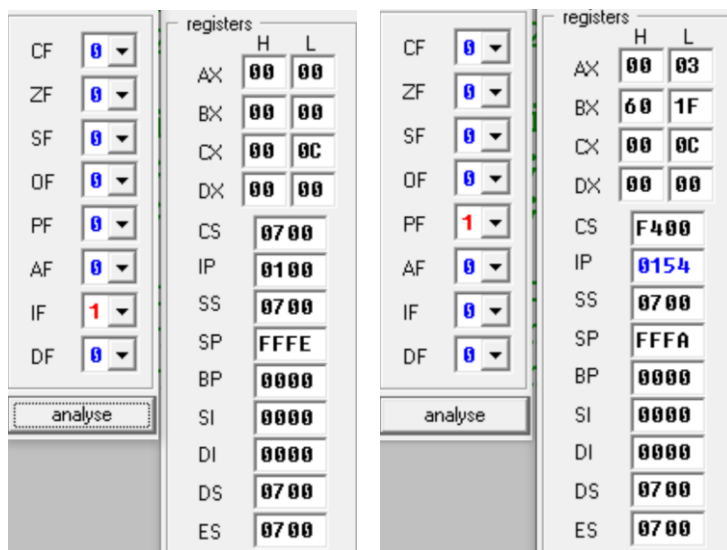 CF 0
ZF 0
SF 0
OF 0
PF 0
AF 0
IF 1
DF 0
analyse
registers
H L
AX 00 00
BX 00 00
CX 00 0C
DX 00 00
CS 0700
IP 0100
SS 0700
SP FFFE
BP 0000
SI 0000
DI 0000
DS 0700
ES 0700
CF 0
ZF 0
SF 0
OF 0
PF 1
AF 0
IF 0
DF 0
analyse
registers
H L
AX 00 03
BX 60 1F
CX 00 0C
DX 00 00
CS F400
IP 0154
SS 0700
SP FFFA
BP 0000
SI 0000
DI 0000
DS 0700
ES 0700